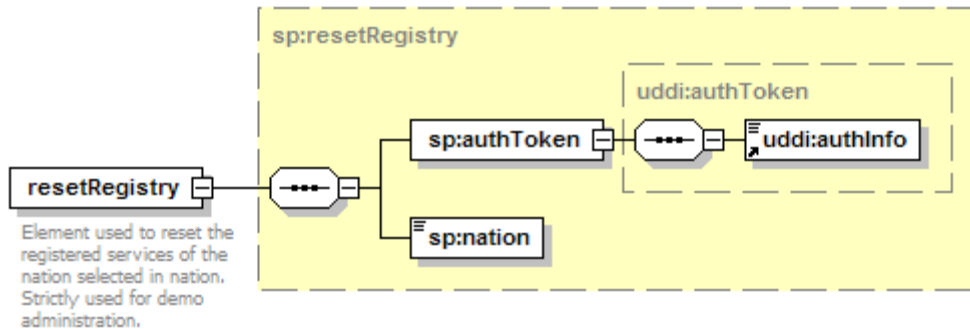 sp:resetRegistry
uddi:authToken
sp:authToken
uddi:authInfo
resetRegistry
sp:nation
Element used to reset the
registered services of the
nation selected in nation.
Strictly used for demo
administration.